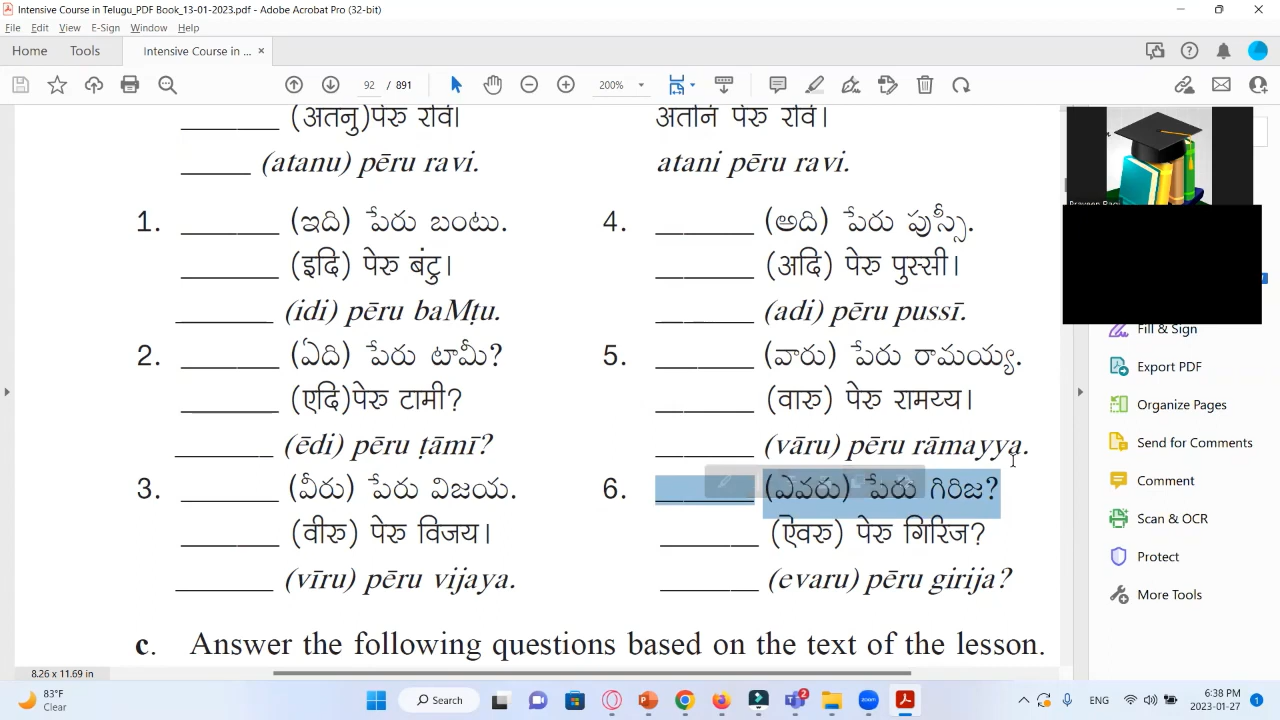 Intensive Course in Telugu_PDF Book_13-01-2023.pdf - Adobe Acrobat Pro (32-bit)
File Edit View E-Sign Window Help
Home Tools Intensive Course in ... ×
92 / 891 200%
______ (अतनु)पेरु रवि।
_____ (atanu) pēru ravi.
अतनि पेरु रवि।
atani pēru ravi.
1. _______ (ఇది) పేరు బంటు.
_______ (इदि) पेरु बंटु।
_______ (idi) pēru baMṭu.
2. _______ (ఏది) పేరు టామీ?
_______ (एदि)पेरु टामी?
_______ (ēdi) pēru ṭāmī?
3. _______ (వీరు) పేరు విజయ.
_______ (वीरु) पेरु विजय।
_______ (vīru) pēru vijaya.
4. _______ (అది) పేరు పుస్సీ.
_______ (अदि) पेरु पुस्सी।
_______ (adi) pēru pussī.
5. _______ (వారు) పేరు రామయ్య.
_______ (वारु) पेरु रामय्य।
_______ (vāru) pēru rāmayya.
6. _______ (ఎవరు) పేరు గిరిజ?
_______ (ऎवरु) पेरु गिरिज?
_______ (evaru) pēru girija?
c. Answer the following questions based on the text of the lesson.
Fill & Sign
Export PDF
Organize Pages
Send for Comments
Comment
Scan & OCR
Protect
More Tools
8.26 x 11.69 in
83°F
Clear
Search
2
ENG
6:38 PM
2023-01-27
1